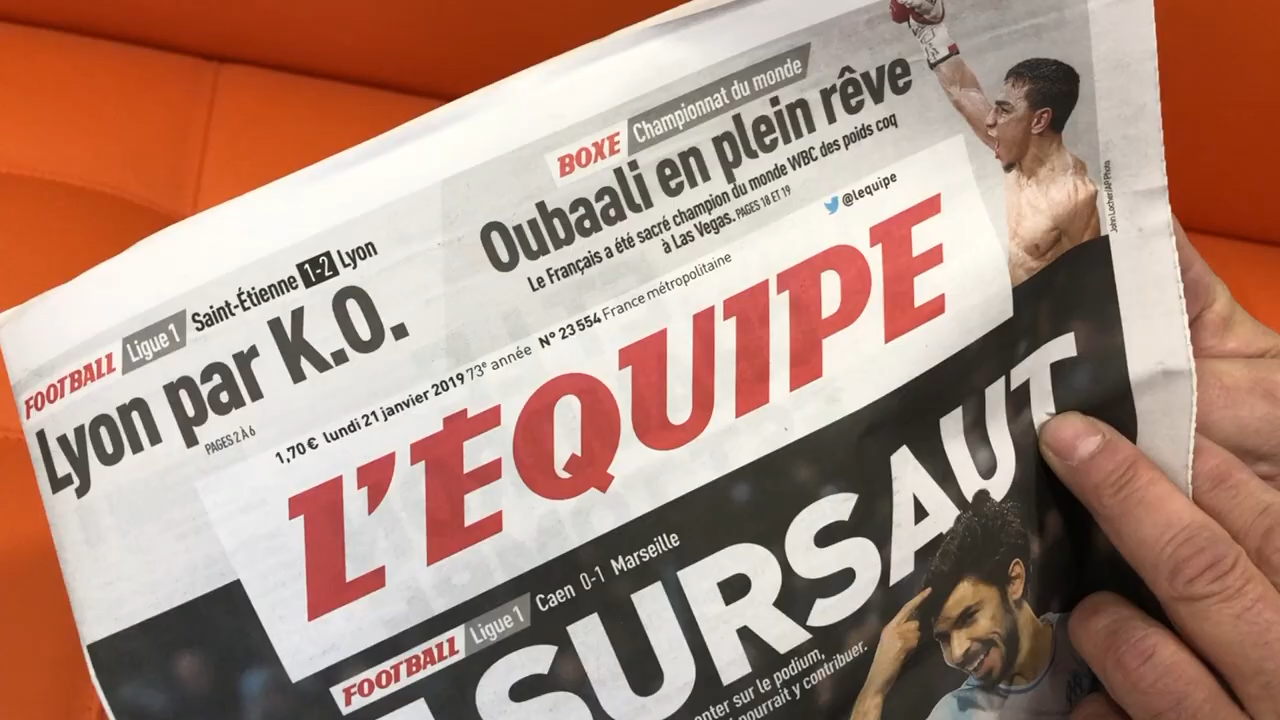 BOXE Championnat du monde
Oubaali en plein rêve
Le Français a été sacré champion du monde WBC des poids coq
à Las Vegas. PAGES 18 ET 19
John Locher/AP Photo
FOOTBALL Ligue 1 Saint-Étienne 1-2 Lyon
Lyon par K.O.
PAGES 2 À 6
@lequipe
1,70 € lundi 21 janvier 2019 73e année N° 23 554 France métropolitaine
L'ÉQUIPE
FOOTBALL Ligue 1 Caen 0-1 Marseille
SURSAUT
sur le podium,
pourrait y contribuer.